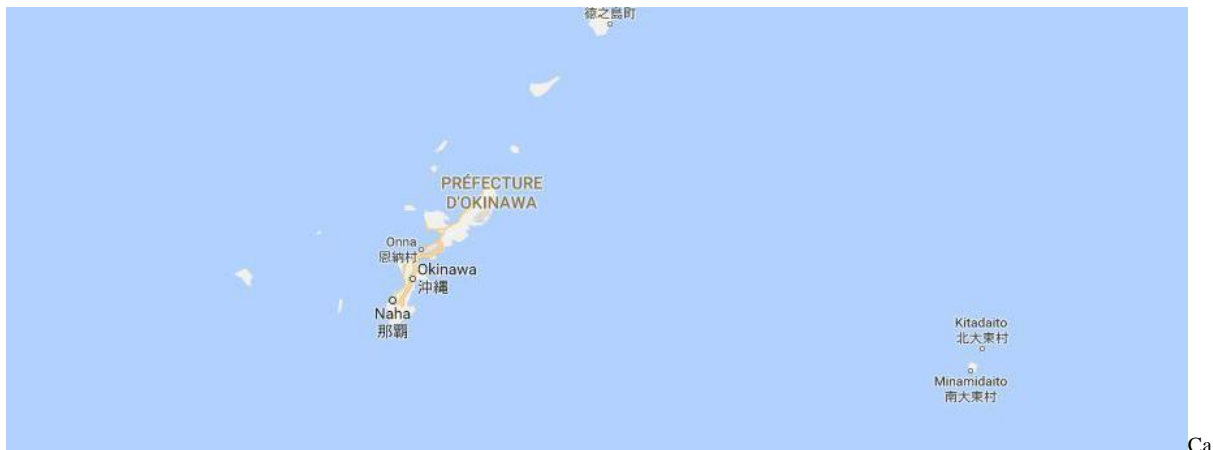 徳之島町
PRÉFECTURE
D'OKINAWA
Onna
恩納村
Okinawa
沖縄
Naha
那覇
Kitadaito
北大東村
Minamidaito
南大東村
Ca